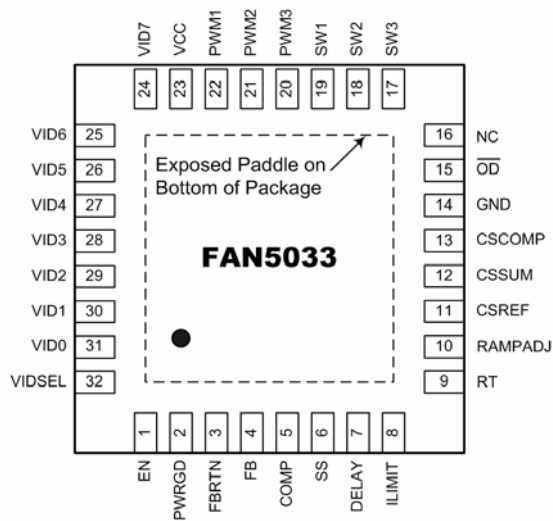 VID7
VCC
PWM1
PWM2
PWM3
SW1
SW2
SW3
24
23
22
21
20
19
18
17
VID6 25
VID5 26
VID4 27
VID3 28
VID2 29
VID1 30
VID0 31
VIDSEL 32
Exposed Paddle on
Bottom of Package
FAN5033
16 NC
15 OD
14 GND
13 CSCOMP
12 CSSUM
11 CSREF
10 RAMPADJ
9 RT
1
2
3
4
5
6
7
8
EN
PWRGD
FBRTN
FB
COMP
SS
DELAY
ILIMIT